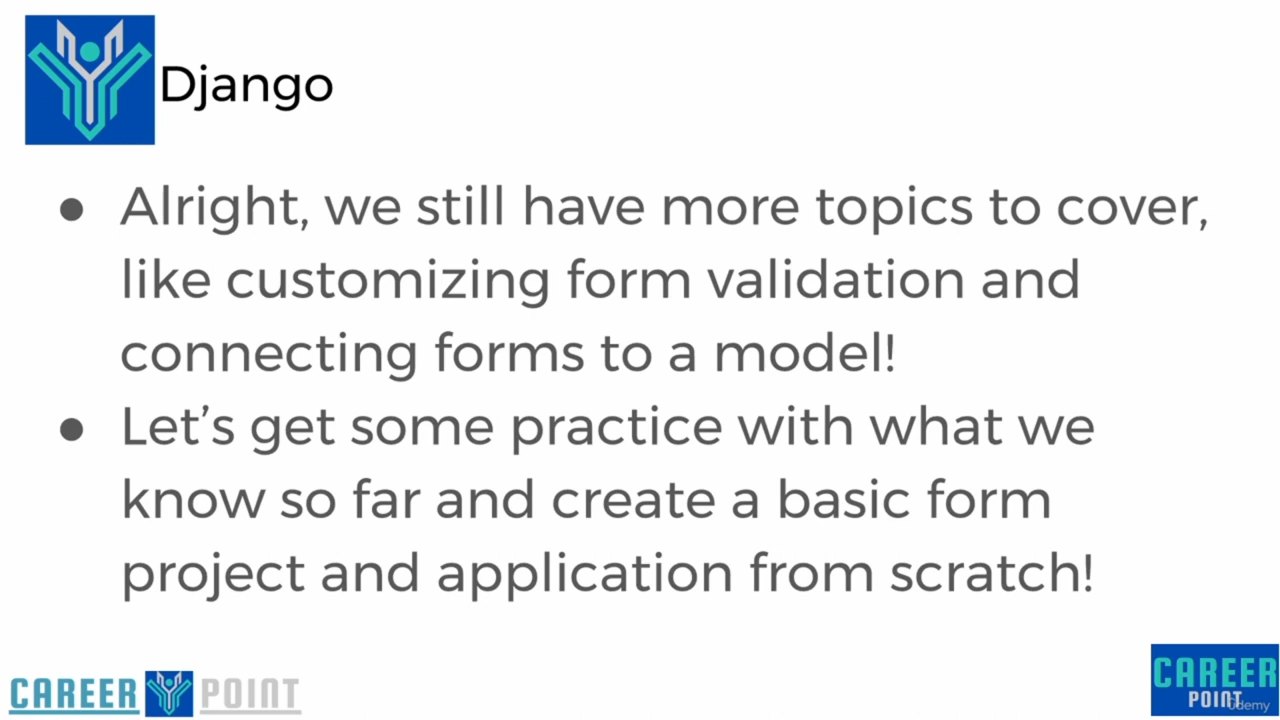 Django
● Alright, we still have more topics to cover,
like customizing form validation and
connecting forms to a model!
● Let’s get some practice with what we
know so far and create a basic form
project and application from scratch!
CAREER POINT
CAREER
POINT
Udemy